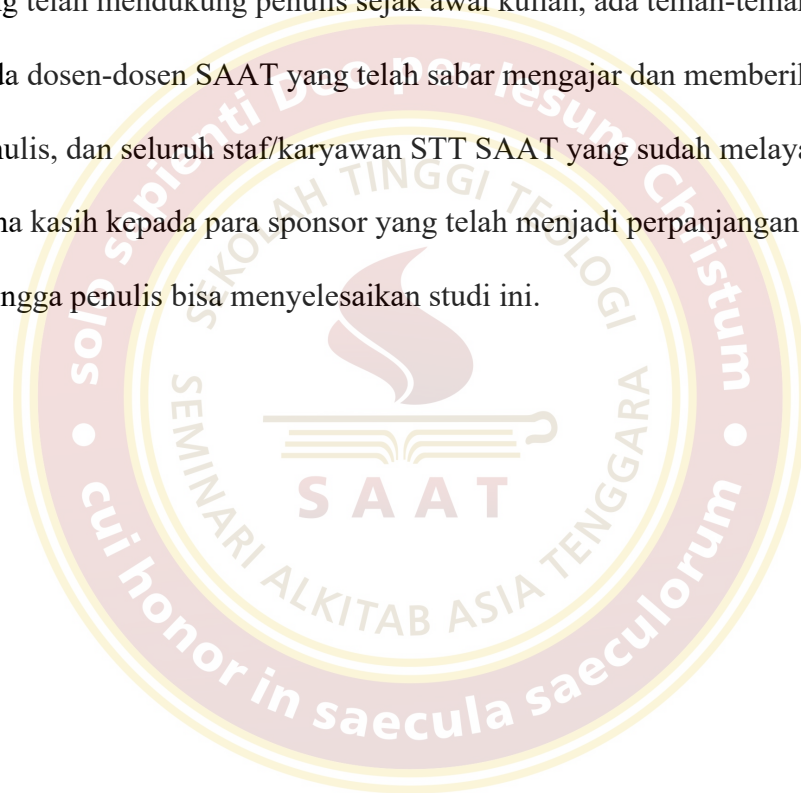 g telah mendukung penulis sejak awal kuliah, ada teman-teman
la dosen-dosen SAAT yang telah sabar mengajar dan memberik
nulis, dan seluruh staf/karyawan STT SAAT yang sudah melaya
na kasih kepada para sponsor yang telah menjadi perpanjangan
ngga penulis bisa menyelesaikan studi ini.
soli sapienti Deo per Iesum Christum
cui honor in saecula saeculorum
SEKOLAH TINGGI TEOLOGI
SEMINARI ALKITAB ASIA TENGGARA
SAAT